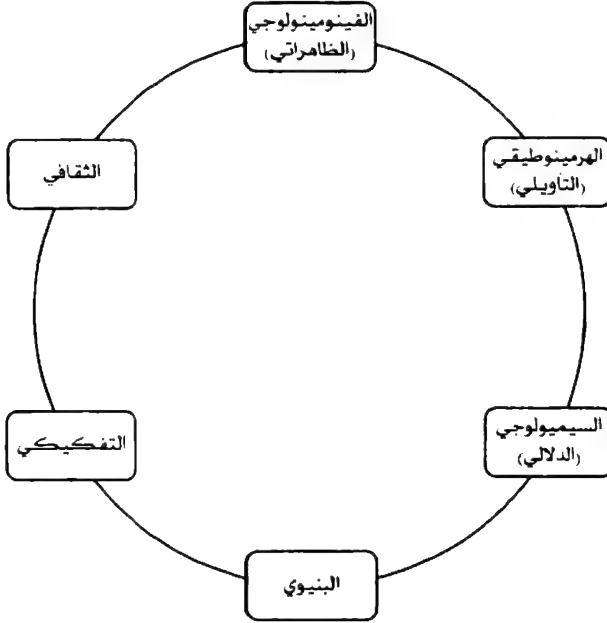 الفينومينولوجي
(الظاهراتي)
الهرمينوطيقي
(التأويلي)
السيميولوجي
(الدلالي)
البنيوي
التفكيكي
الثقافي